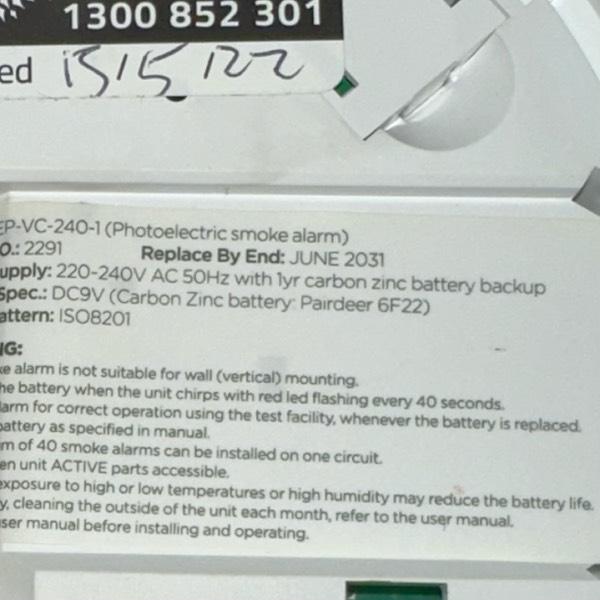 1300 852 301
ed 13/5/22
EP-VC-240-1 (Photoelectric smoke alarm)
O.: 2291 Replace By End: JUNE 2031
upply: 220-240V AC 50Hz with 1yr carbon zinc battery backup
Spec.: DC9V (Carbon Zinc battery: Pairdeer 6F22)
attern: ISO8201
NG:
ke alarm is not suitable for wall (vertical) mounting.
he battery when the unit chirps with red led flashing every 40 seconds.
larm for correct operation using the test facility, whenever the battery is replaced.
battery as specified in manual.
m of 40 smoke alarms can be installed on one circuit.
en unit ACTIVE parts accessible.
exposure to high or low temperatures or high humidity may reduce the battery life.
y, cleaning the outside of the unit each month, refer to the user manual.
ser manual before installing and operating.